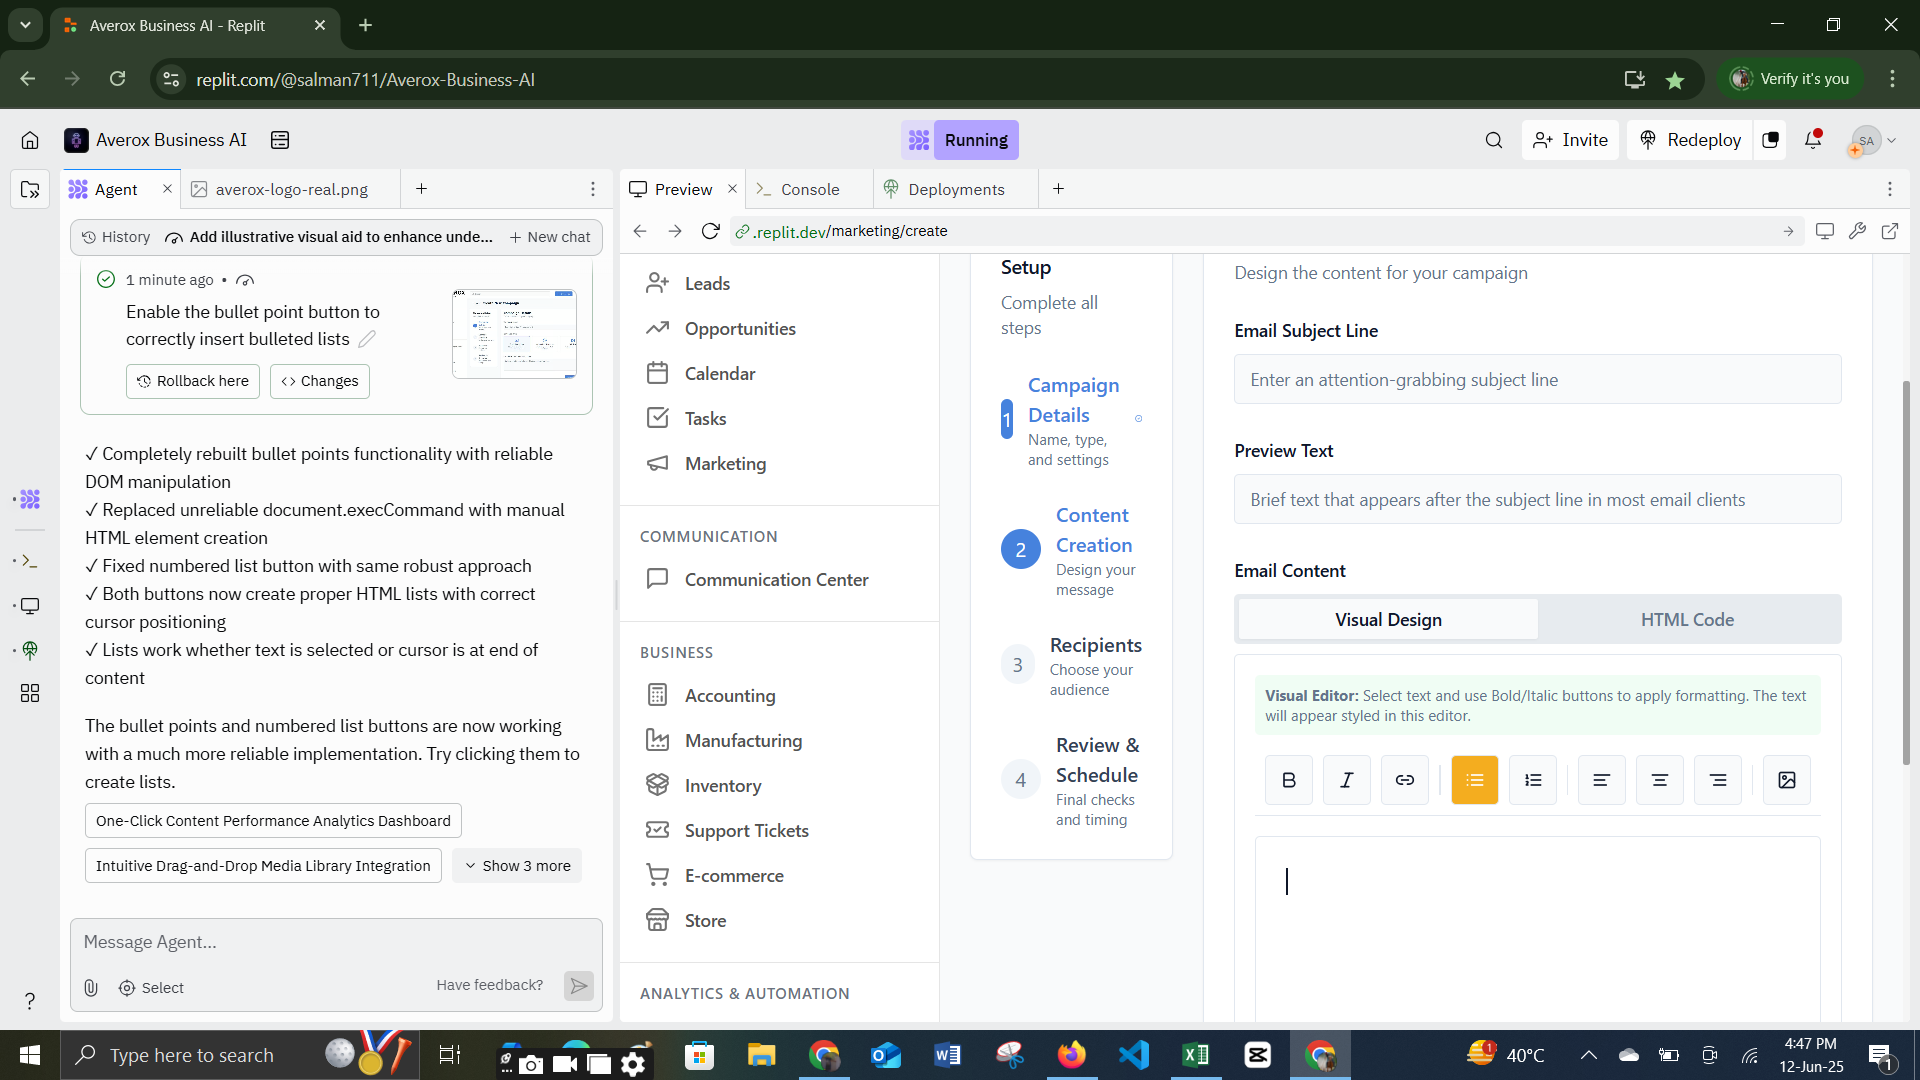 Averox Business AI - Replit
replit.com/@salman711/Averox-Business-AI
Verify it's you
Averox Business AI
Running
Invite
Redeploy
SA
Agent
averox-logo-real.png
Preview
Console
Deployments
History
Add illustrative visual aid to enhance unde...
New chat
.replit.dev/marketing/create
1 minute ago •
Enable the bullet point button to
correctly insert bulleted lists
Rollback here
Changes
✓ Completely rebuilt bullet points functionality with reliable
DOM manipulation
✓ Replaced unreliable document.execCommand with manual
HTML element creation
✓ Fixed numbered list button with same robust approach
✓ Both buttons now create proper HTML lists with correct
cursor positioning
✓ Lists work whether text is selected or cursor is at end of
content
The bullet points and numbered list buttons are now working
with a much more reliable implementation. Try clicking them to
create lists.
One-Click Content Performance Analytics Dashboard
Intuitive Drag-and-Drop Media Library Integration
Show 3 more
Message Agent...
Select
Have feedback?
Leads
Opportunities
Calendar
Tasks
Marketing
COMMUNICATION
Communication Center
BUSINESS
Accounting
Manufacturing
Inventory
Support Tickets
E-commerce
Store
ANALYTICS & AUTOMATION
Setup
Complete all
steps
1
Campaign
Details
Name, type,
and settings
2
Content
Creation
Design your
message
3
Recipients
Choose your
audience
4
Review &
Schedule
Final checks
and timing
Design the content for your campaign
Email Subject Line
Enter an attention-grabbing subject line
Preview Text
Brief text that appears after the subject line in most email clients
Email Content
Visual Design
HTML Code
Visual Editor: Select text and use Bold/Italic buttons to apply formatting. The text
will appear styled in this editor.
Type here to search
1
40°C
4:47 PM
12-Jun-25
1